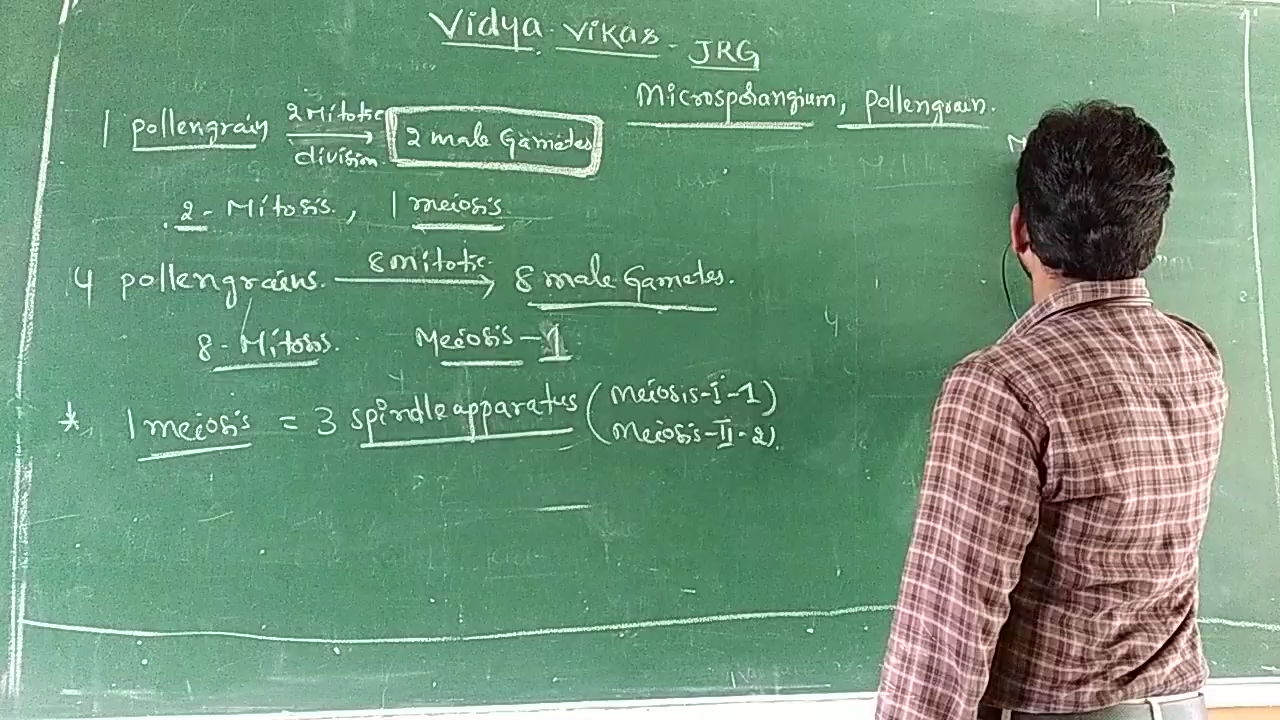 Vidya Vikas - JRG
Microsporangium, pollengrain.
1 pollengrain 2 Mitotic division 2 male Gametes
2 - Mitosis, 1 meiosis
4 pollengrains 8 mitotic 8 male Gametes.
8 - Mitosis. Meiosis - 1
* 1 meiosis = 3 spindle apparatus (Meiosis-I - 1)
(Meiosis-II - 2)